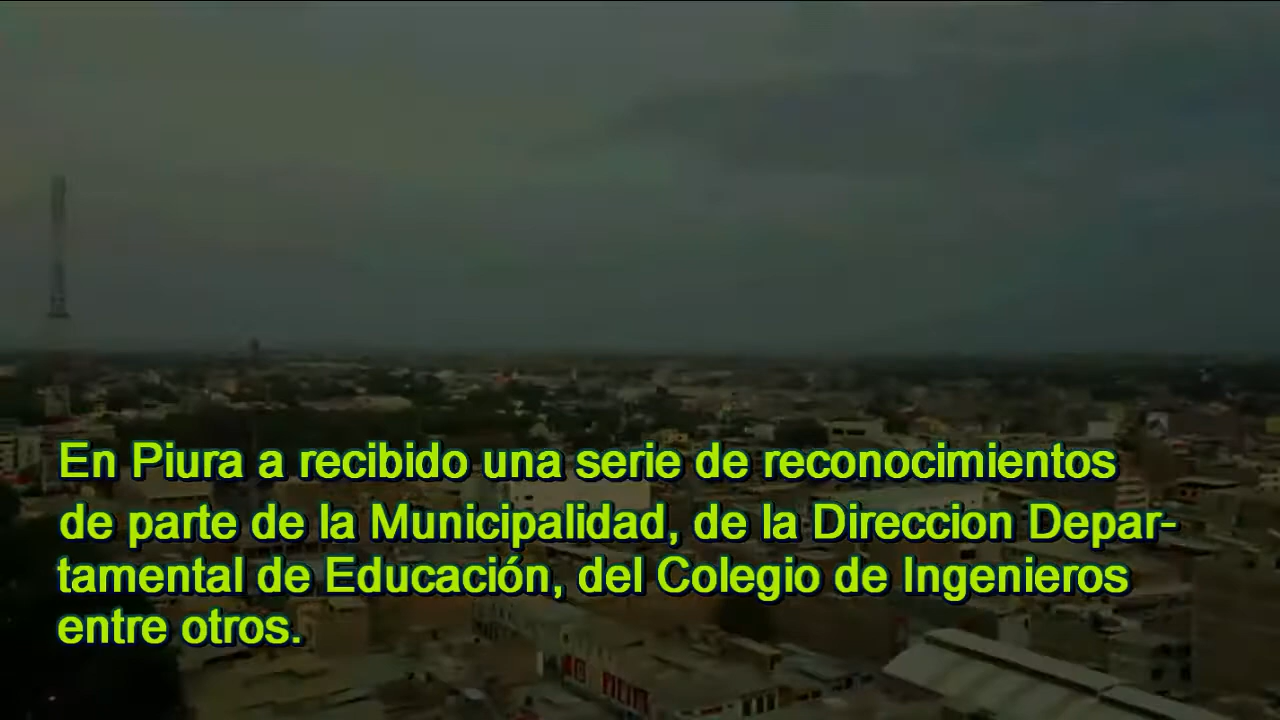 En Piura a recibido una serie de reconocimientos
de parte de la Municipalidad, de la Direccion Depar-
tamental de Educación, del Colegio de Ingenieros
entre otros.